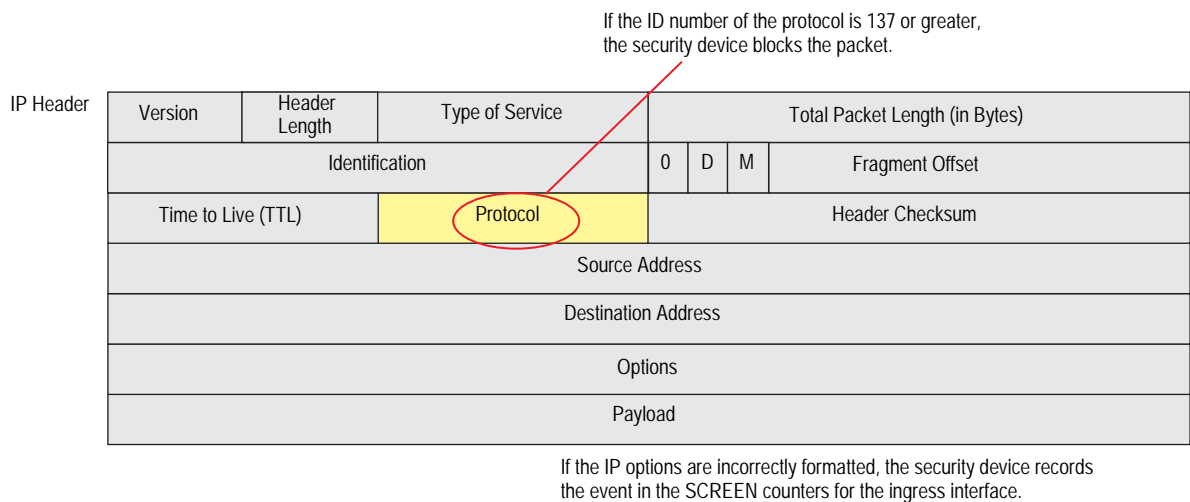 If the ID number of the protocol is 137 or greater,
the security device blocks the packet.
IP Header
Version
Header
Length
Type of Service
Total Packet Length (in Bytes)
Identification
0
D
M
Fragment Offset
Time to Live (TTL)
Protocol
Header Checksum
Source Address
Destination Address
Options
Payload
If the IP options are incorrectly formatted, the security device records
the event in the SCREEN counters for the ingress interface.